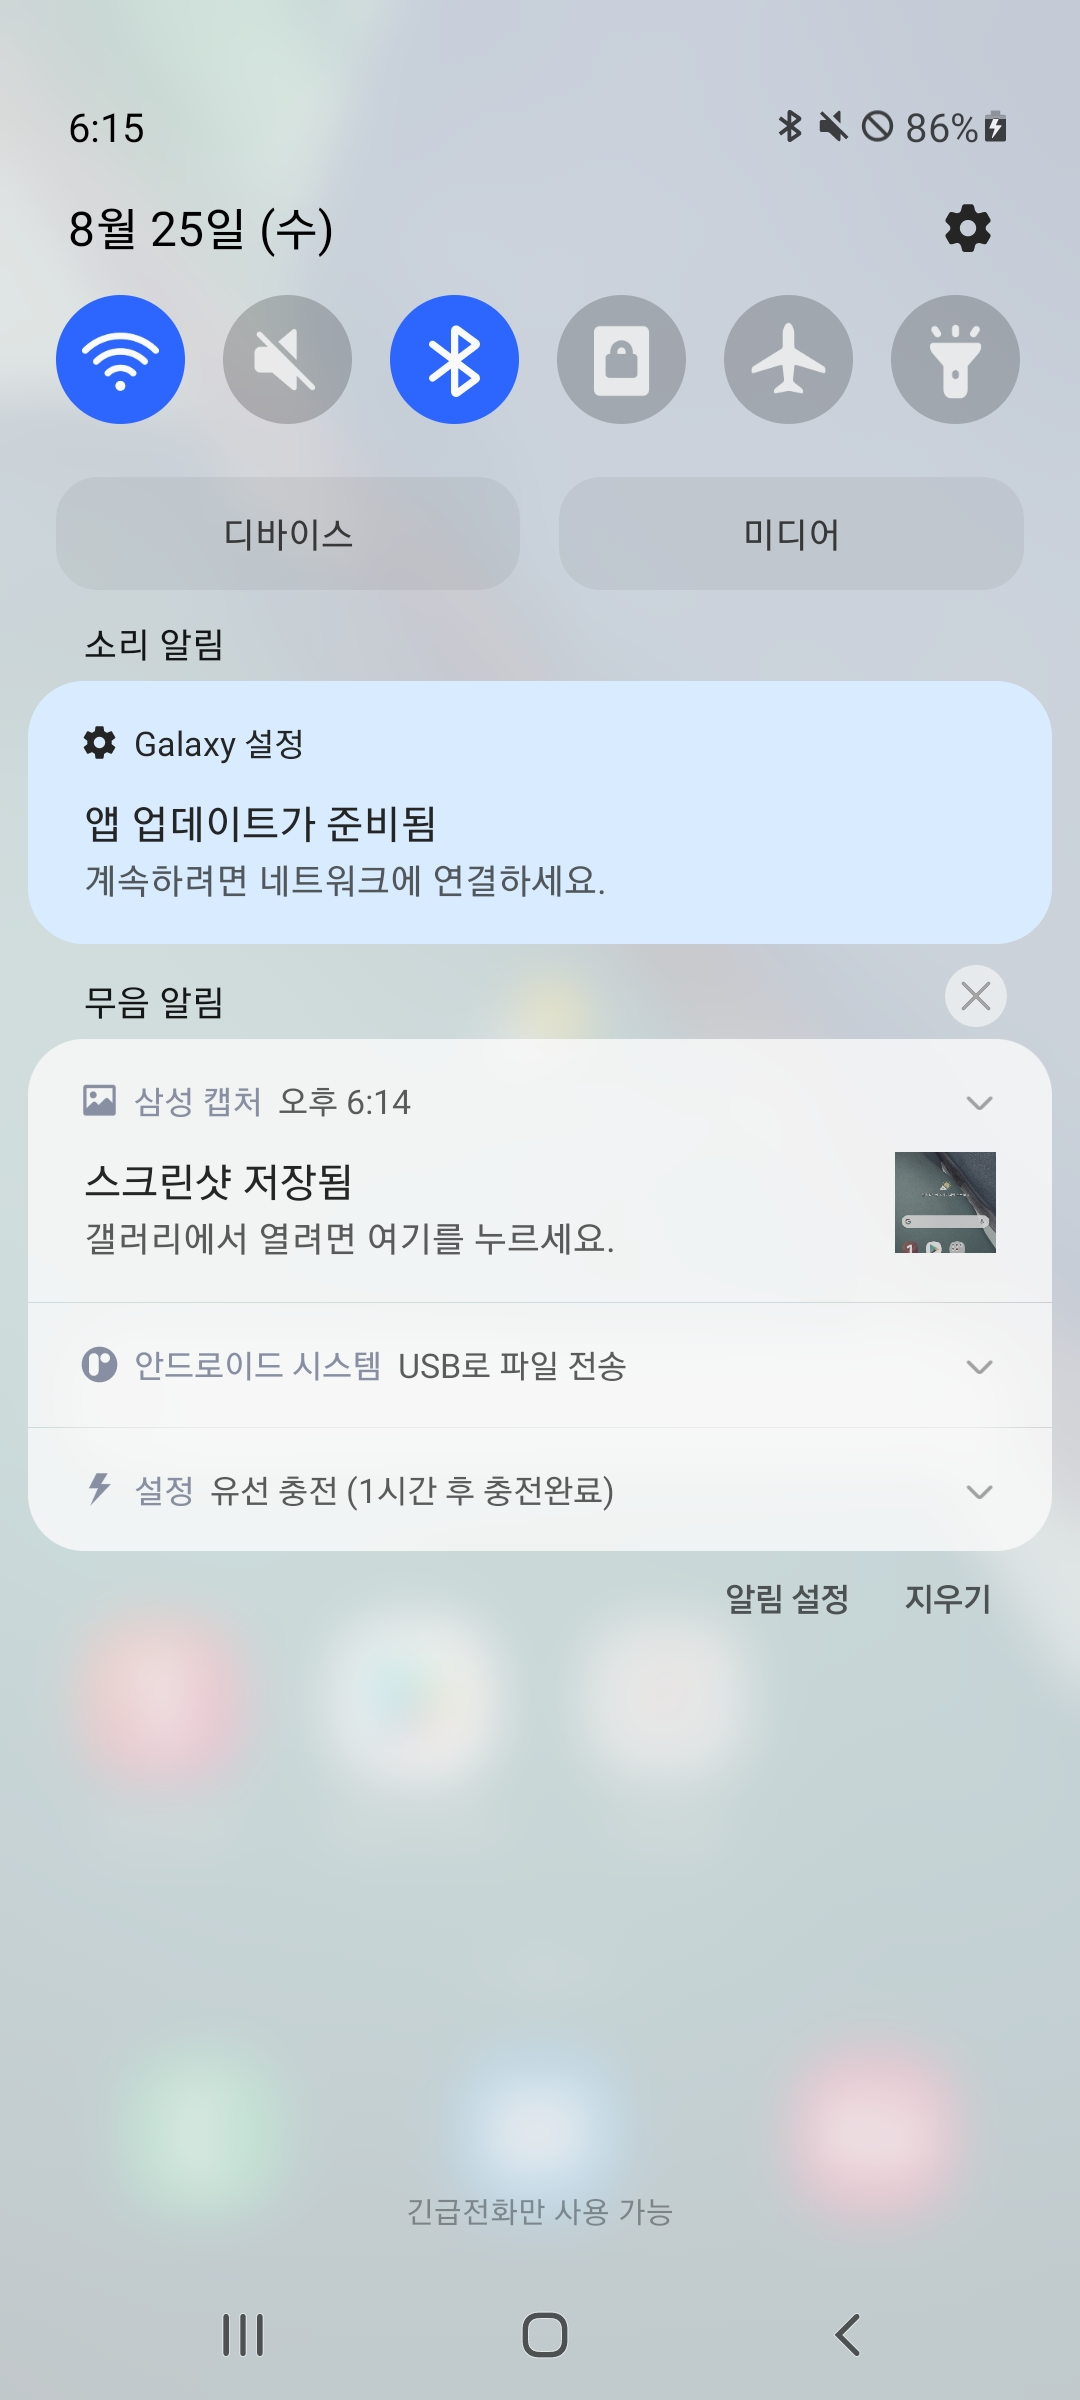 6:15
86%
8월 25일 (수)
디바이스
미디어
소리 알림
Galaxy 설정
앱 업데이트가 준비됨
계속하려면 네트워크에 연결하세요.
무음 알림
삼성 캡처 오후 6:14
스크린샷 저장됨
갤러리에서 열려면 여기를 누르세요.
안드로이드 시스템 USB로 파일 전송
설정 유선 충전 (1시간 후 충전완료)
알림 설정
지우기
긴급전화만 사용 가능